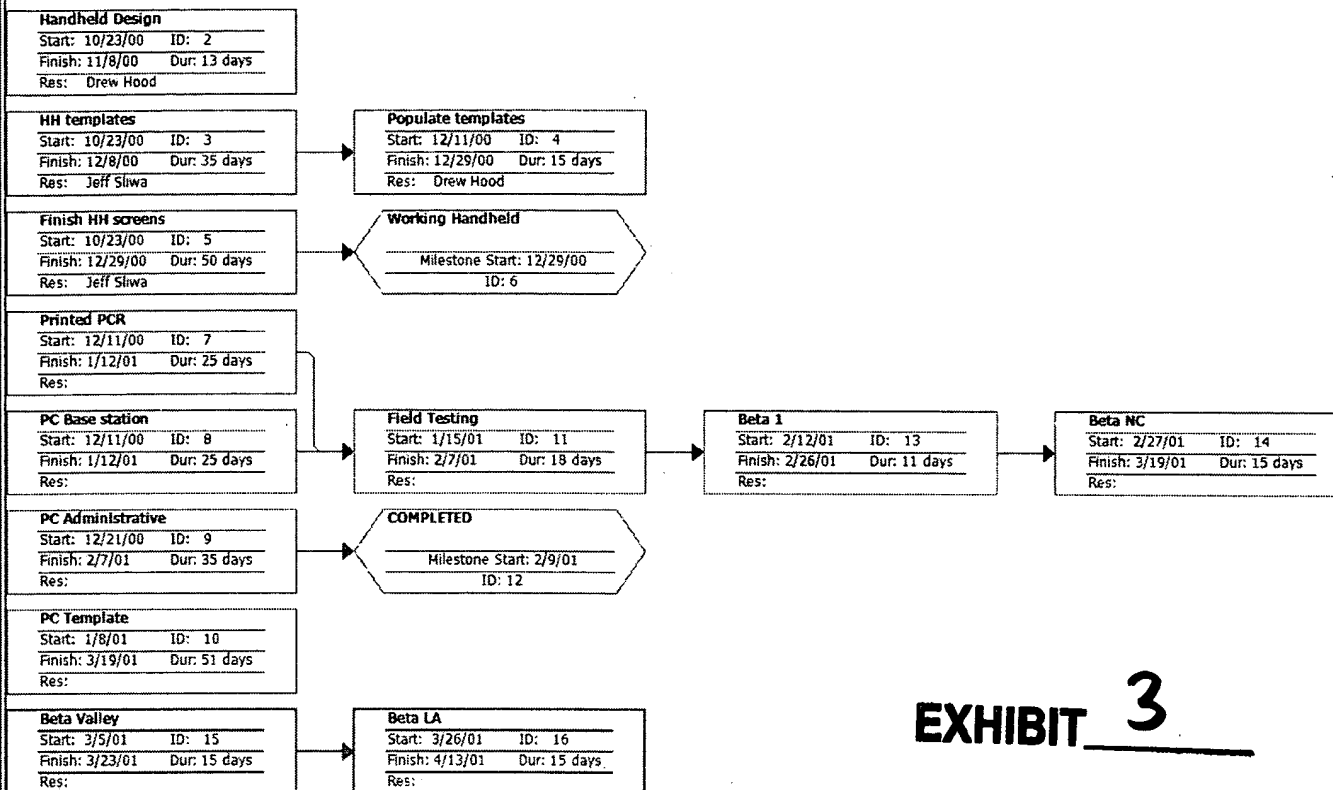 Handheld Design
Start: 10/23/00 ID: 2
Finish: 11/8/00 Dur: 13 days
Res: Drew Hood
HH templates
Start: 10/23/00 ID: 3
Finish: 12/8/00 Dur: 35 days
Res: Jeff Sliwa
Populate templates
Start: 12/11/00 ID: 4
Finish: 12/29/00 Dur: 15 days
Res: Drew Hood
Finish HH screens
Start: 10/23/00 ID: 5
Finish: 12/29/00 Dur: 50 days
Res: Jeff Sliwa
Working Handheld
Milestone Start: 12/29/00
ID: 6
Printed PCR
Start: 12/11/00 ID: 7
Finish: 1/12/01 Dur: 25 days
Res:
PC Base station
Start: 12/11/00 ID: 8
Finish: 1/12/01 Dur: 25 days
Res:
Field Testing
Start: 1/15/01 ID: 11
Finish: 2/7/01 Dur: 18 days
Res:
Beta 1
Start: 2/12/01 ID: 13
Finish: 2/26/01 Dur: 11 days
Res:
Beta NC
Start: 2/27/01 ID: 14
Finish: 3/19/01 Dur: 15 days
Res:
PC Administrative
Start: 12/21/00 ID: 9
Finish: 2/7/01 Dur: 35 days
Res:
COMPLETED
Milestone Start: 2/9/01
ID: 12
PC Template
Start: 1/8/01 ID: 10
Finish: 3/19/01 Dur: 51 days
Res:
Beta Valley
Start: 3/5/01 ID: 15
Finish: 3/23/01 Dur: 15 days
Res:
Beta LA
Start: 3/26/01 ID: 16
Finish: 4/13/01 Dur: 15 days
Res:
EXHIBIT 3